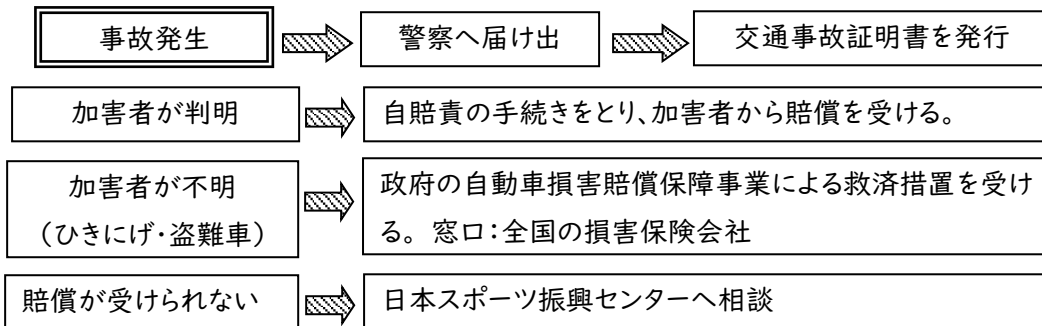 事故発生
警察へ届け出
交通事故証明書を発行
加害者が判明
自賠責の手続きをとり、加害者から賠償を受ける。
加害者が不明
（ひきにげ・盗難車）
政府の自動車損害賠償保障事業による救済措置を受け
る。 窓口：全国の損害保険会社
賠償が受けられない
日本スポーツ振興センターへ相談